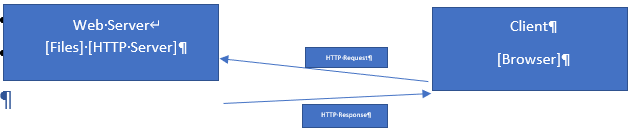 Web Server
[Files] [HTTP Server]
Client
[Browser]
HTTP Request
HTTP Response